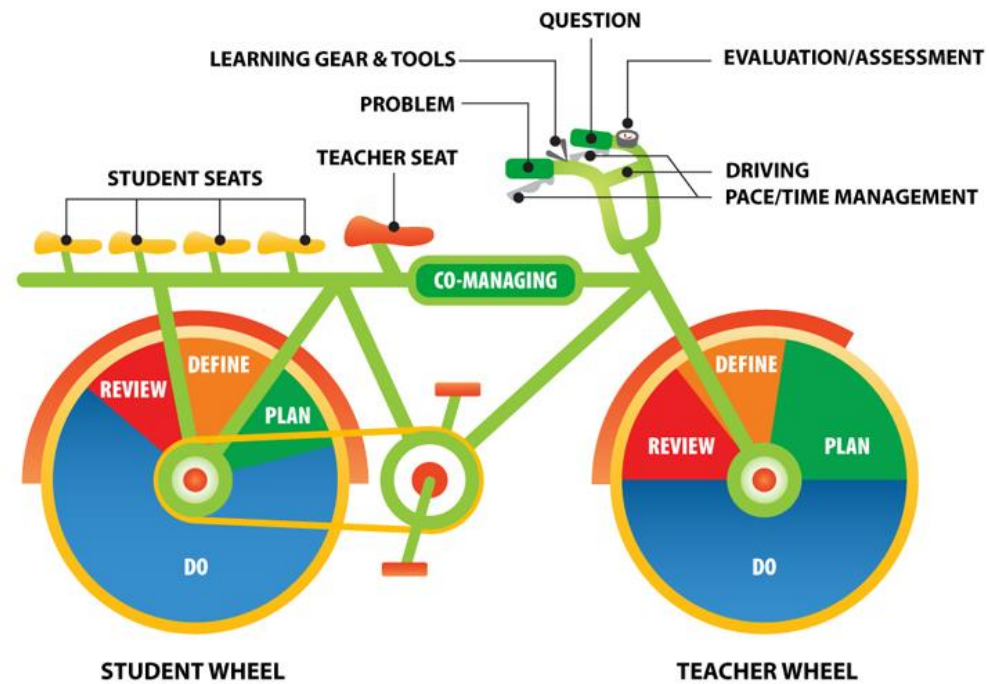 QUESTION
LEARNING GEAR & TOOLS
EVALUATION/ASSESSMENT
PROBLEM
TEACHER SEAT
STUDENT SEATS
DRIVING
PACE/TIME MANAGEMENT
CO-MANAGING
REVIEW
DEFINE
PLAN
DO
REVIEW
DEFINE
PLAN
DO
STUDENT WHEEL
TEACHER WHEEL